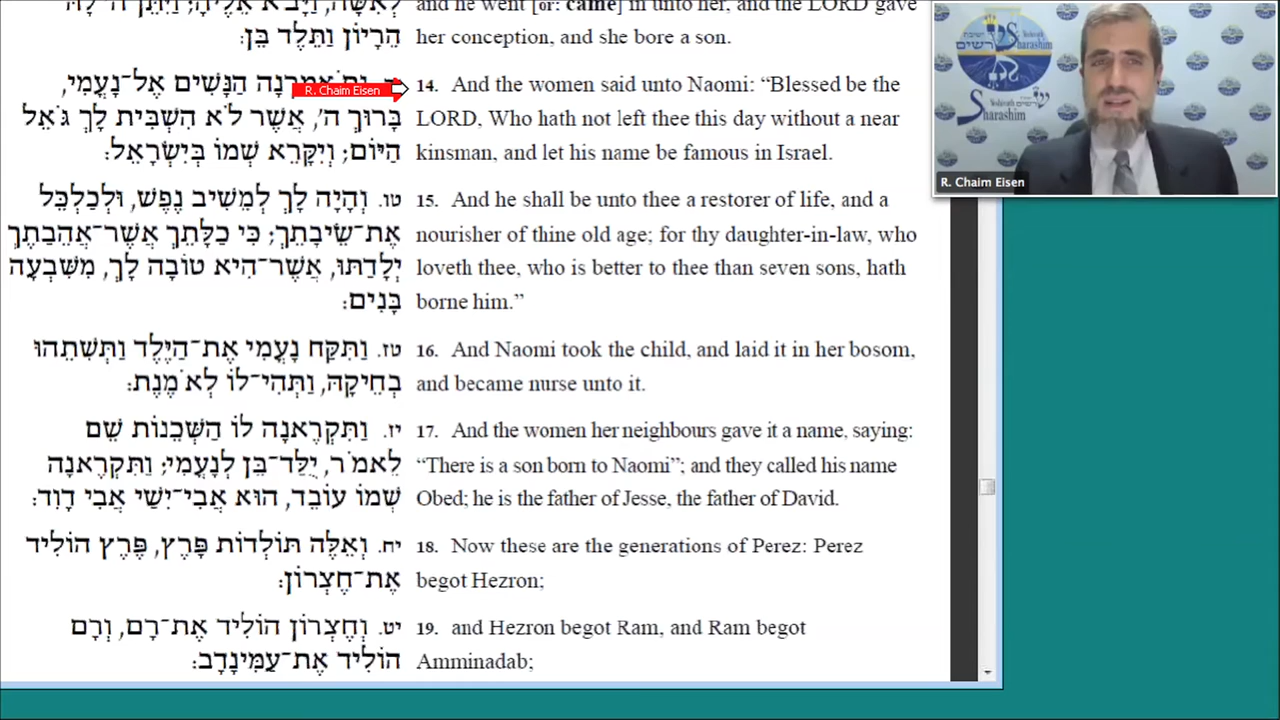 לְאִשָּׁה, וַיָּבֹא אֵלֶיהָ; וַיִּתֵּן ה' לָהּ
הֵרָיוֹן וַתֵּלֶד בֵּן:
הַנָּשִׁים אֶל־נָעֳמִי,
בָּרוּךְ ה', אֲשֶׁר לֹא הִשְׁבִּית לָךְ גֹּאֵל
הַיּוֹם; וְיִקָּרֵא שְׁמוֹ בְּיִשְׂרָאֵל:
טו. וְהָיָה לָךְ לְמֵשִׁיב נֶפֶשׁ, וּלְכַלְכֵּל
אֶת־שֵׂיבָתֵךְ; כִּי כַלָּתֵךְ אֲשֶׁר־אֲהֵבַתֶךְ
יְלָדַתּוּ, אֲשֶׁר־הִיא טוֹבָה לָךְ, מִשִּׁבְעָה
בָּנִים:
טז. וַתִּקַּח נָעֳמִי אֶת־הַיֶּלֶד וַתְּשִׁתֵהוּ
בְחֵיקָהּ, וַתְּהִי־לוֹ לְאֹמֶנֶת:
יז. וַתִּקְרֶאנָה לוֹ הַשְּׁכֵנוֹת שֵׁם
לֵאמֹר, יֻלַּד־בֵּן לְנָעֳמִי; וַתִּקְרֶאנָה
שְׁמוֹ עוֹבֵד, הוּא אֲבִי־יִשַׁי אֲבִי דָוִד:
יח. וְאֵלֶּה תּוֹלְדוֹת פָּרֶץ, פֶּרֶץ הוֹלִיד
אֶת־חֶצְרוֹן:
יט. וְחֶצְרוֹן הוֹלִיד אֶת־רָם, וְרָם
הוֹלִיד אֶת־עַמִּינָדָב:
R. Chaim Eisen
and he went [or: came] in unto her, and the LORD gave
her conception, and she bore a son.
14. And the women said unto Naomi: “Blessed be the
LORD, Who hath not left thee this day without a near
kinsman, and let his name be famous in Israel.
15. And he shall be unto thee a restorer of life, and a
nourisher of thine old age; for thy daughter-in-law, who
loveth thee, who is better to thee than seven sons, hath
borne him.”
16. And Naomi took the child, and laid it in her bosom,
and became nurse unto it.
17. And the women her neighbours gave it a name, saying:
“There is a son born to Naomi”; and they called his name
Obed; he is the father of Jesse, the father of David.
18. Now these are the generations of Perez: Perez
begot Hezron;
19. and Hezron begot Ram, and Ram begot
Amminadab;
ישיבת
שרשים
Yeshivath
Sharashim
R. Chaim Eisen